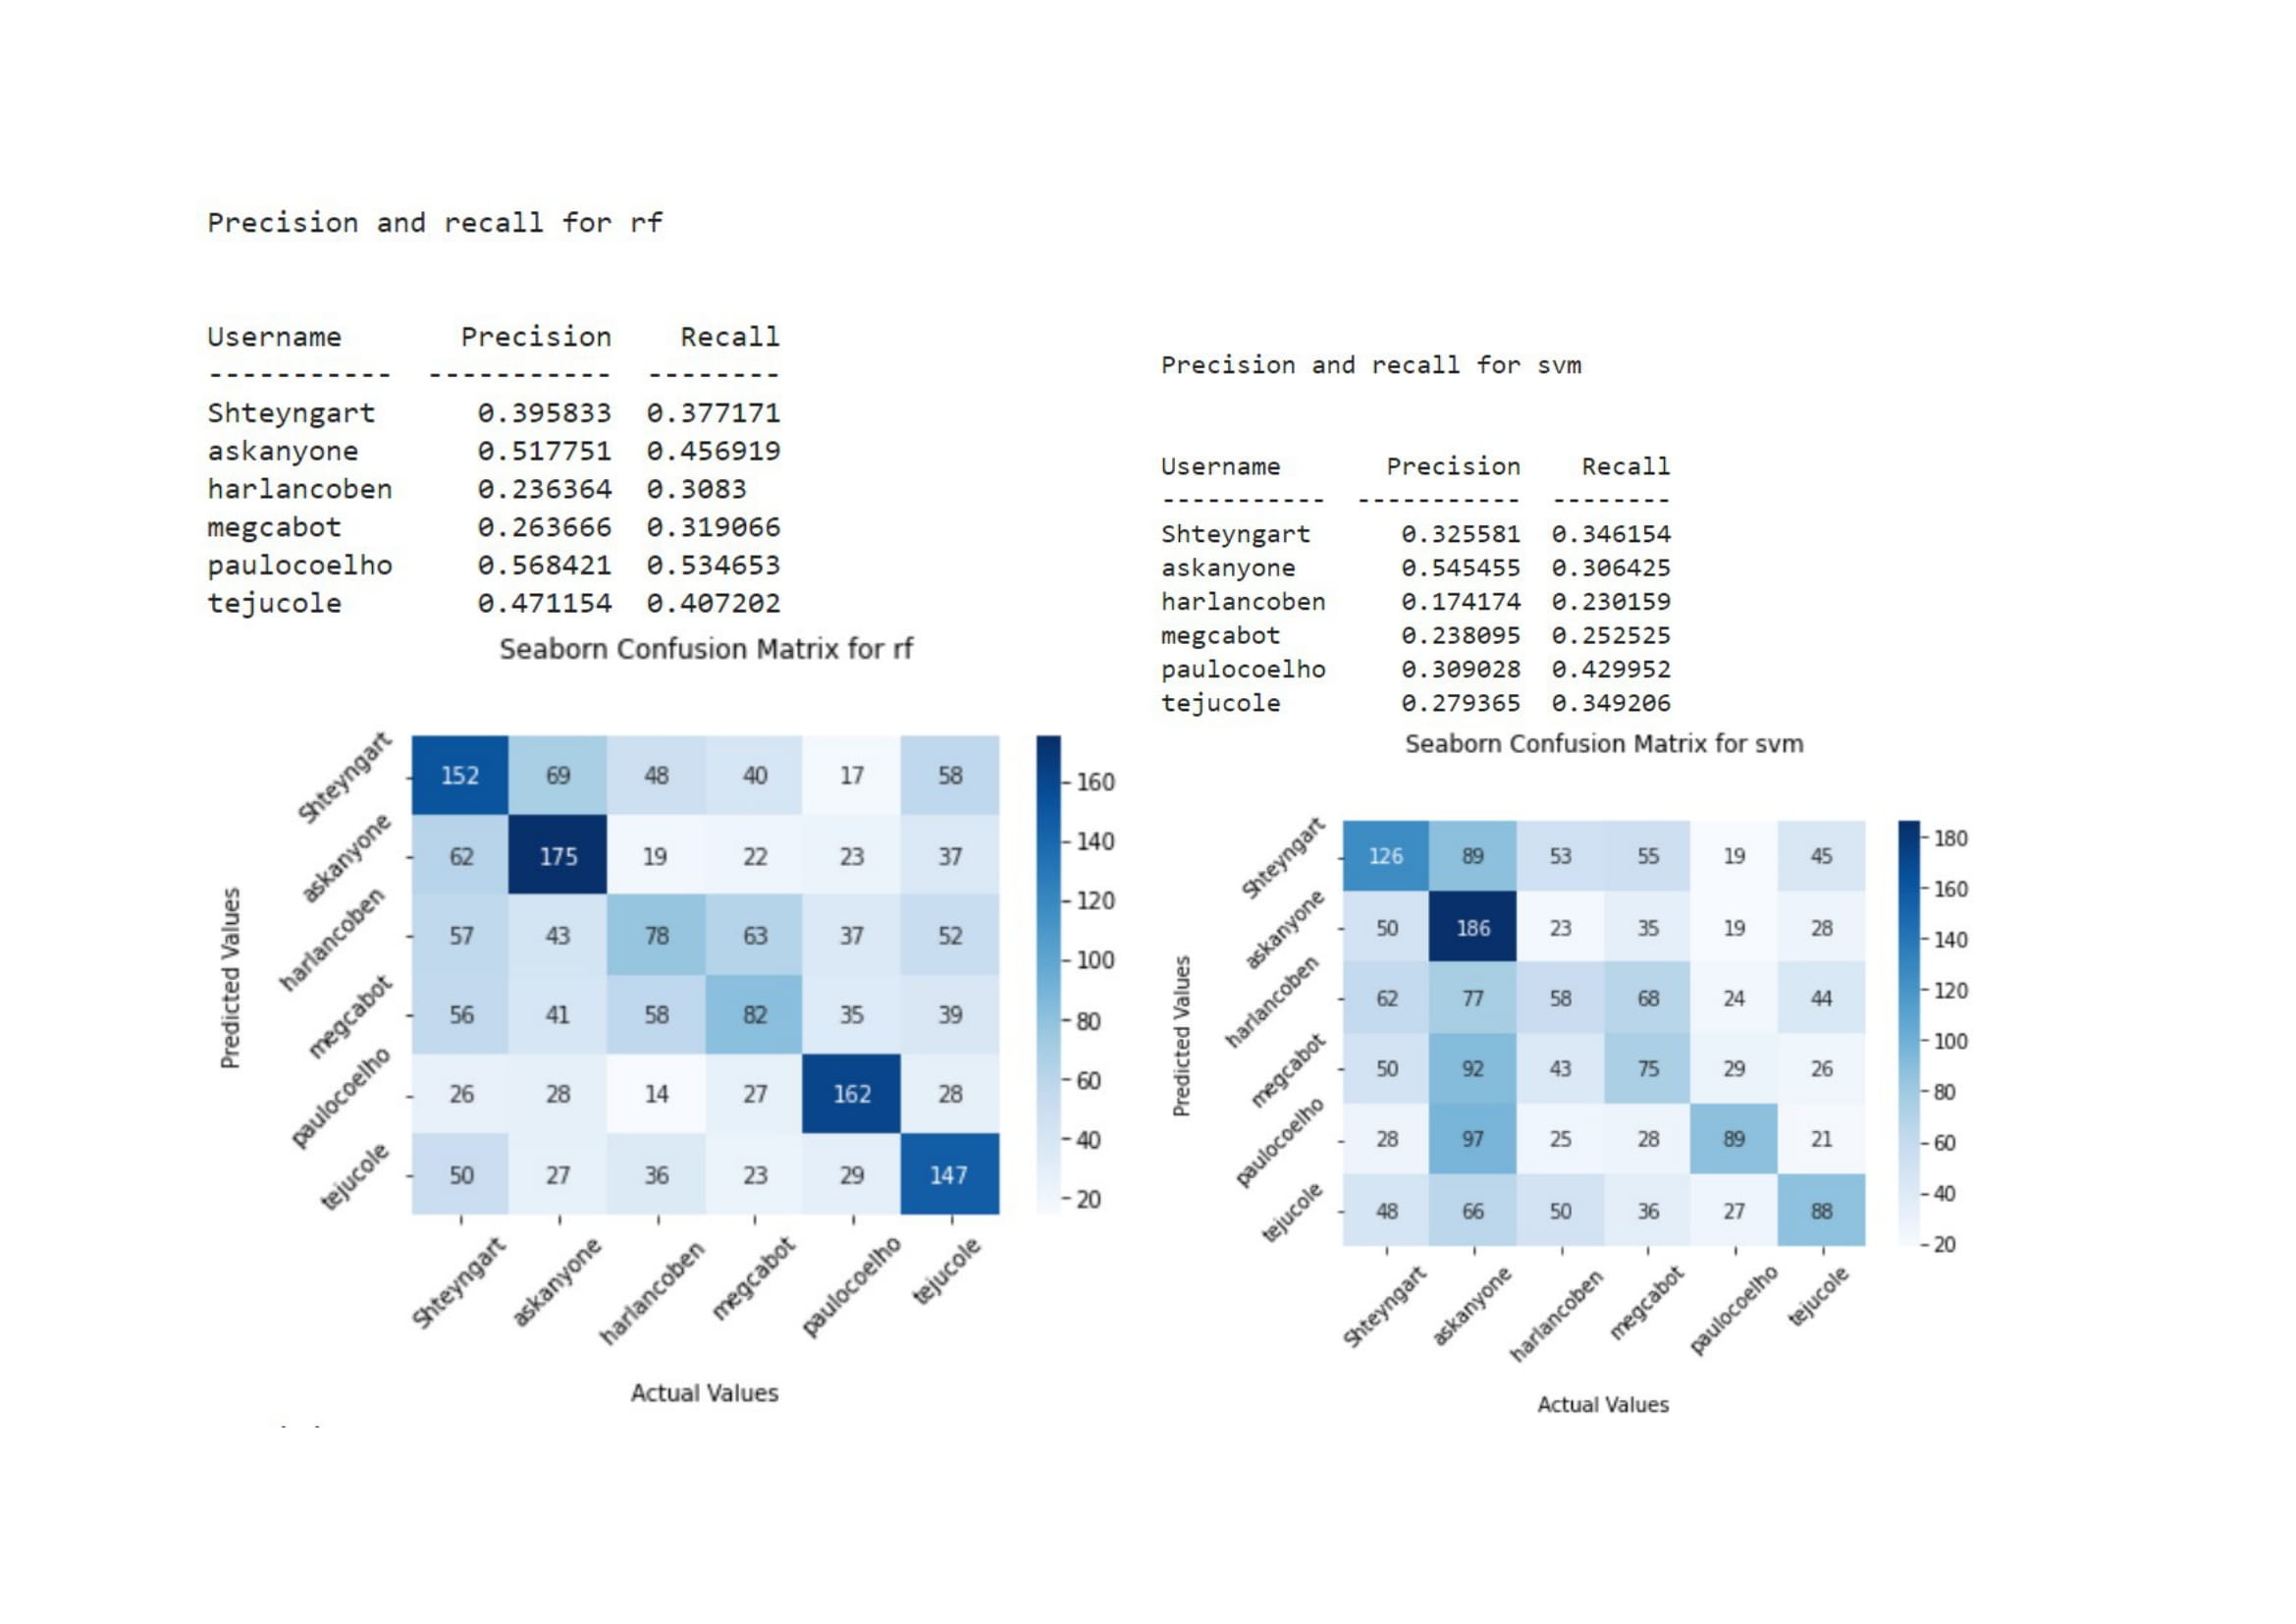 Precision and recall for rf
Username Precision Recall
----------- ----------- --------
Shteyngart 0.395833 0.377171
askanyone 0.517751 0.456919
harlancoben 0.236364 0.3083
megcabot 0.263666 0.319066
paulocoelho 0.568421 0.534653
tejucole 0.471154 0.407202
Seaborn Confusion Matrix for rf
Predicted Values
Shteyngart 152 69 48 40 17 58
askanyone 62 175 19 22 23 37
harlancoben 57 43 78 63 37 52
megcabot 56 41 58 82 35 39
paulocoelho 26 28 14 27 162 28
tejucole 50 27 36 23 29 147
160
140
120
100
80
60
40
20
Shteyngart askanyone harlancoben megcabot paulocoelho tejucole
Actual Values
Precision and recall for svm
Username Precision Recall
----------- ----------- --------
Shteyngart 0.325581 0.346154
askanyone 0.545455 0.306425
harlancoben 0.174174 0.230159
megcabot 0.238095 0.252525
paulocoelho 0.309028 0.429952
tejucole 0.279365 0.349206
Seaborn Confusion Matrix for svm
Predicted Values
Shteyngart 126 89 53 55 19 45
askanyone 50 186 23 35 19 28
harlancoben 62 77 58 68 24 44
megcabot 50 92 43 75 29 26
paulocoelho 28 97 25 28 89 21
tejucole 48 66 50 36 27 88
180
160
140
120
100
80
60
40
20
Shteyngart askanyone harlancoben megcabot paulocoelho tejucole
Actual Values